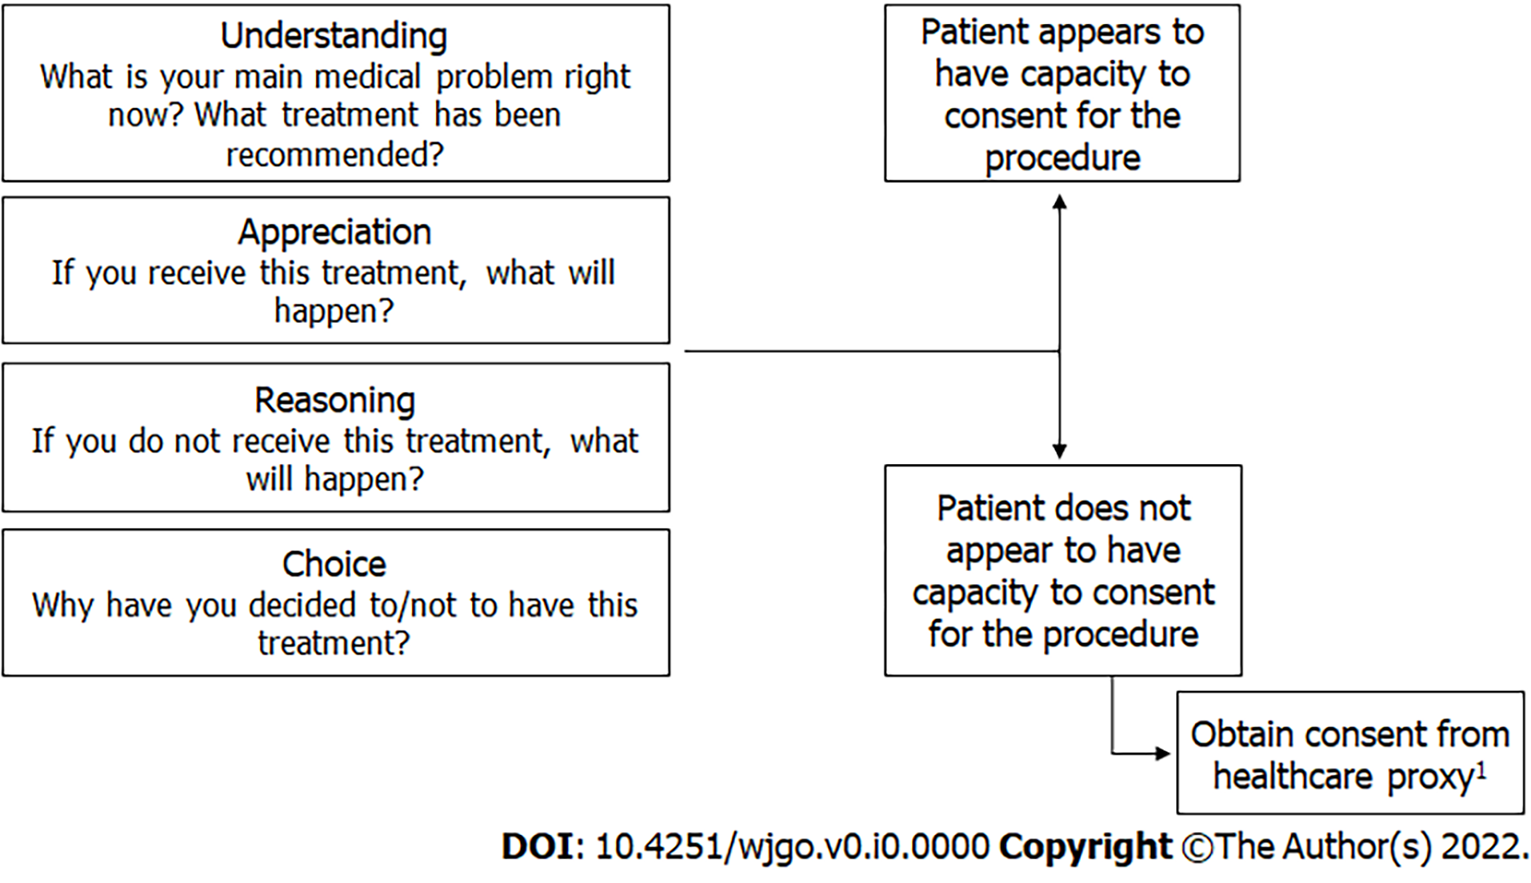 Understanding
What is your main medical problem right
now? What treatment has been
recommended?
Appreciation
If you receive this treatment, what will
happen?
Reasoning
If you do not receive this treatment, what
will happen?
Choice
Why have you decided to/not to have this
treatment?
Patient appears to
have capacity to
consent for the
procedure
Patient does not
appear to have
capacity to consent
for the procedure
Obtain consent from
healthcare proxy¹
DOI: 10.4251/wjgo.v0.i0.0000 Copyright ©The Author(s) 2022.